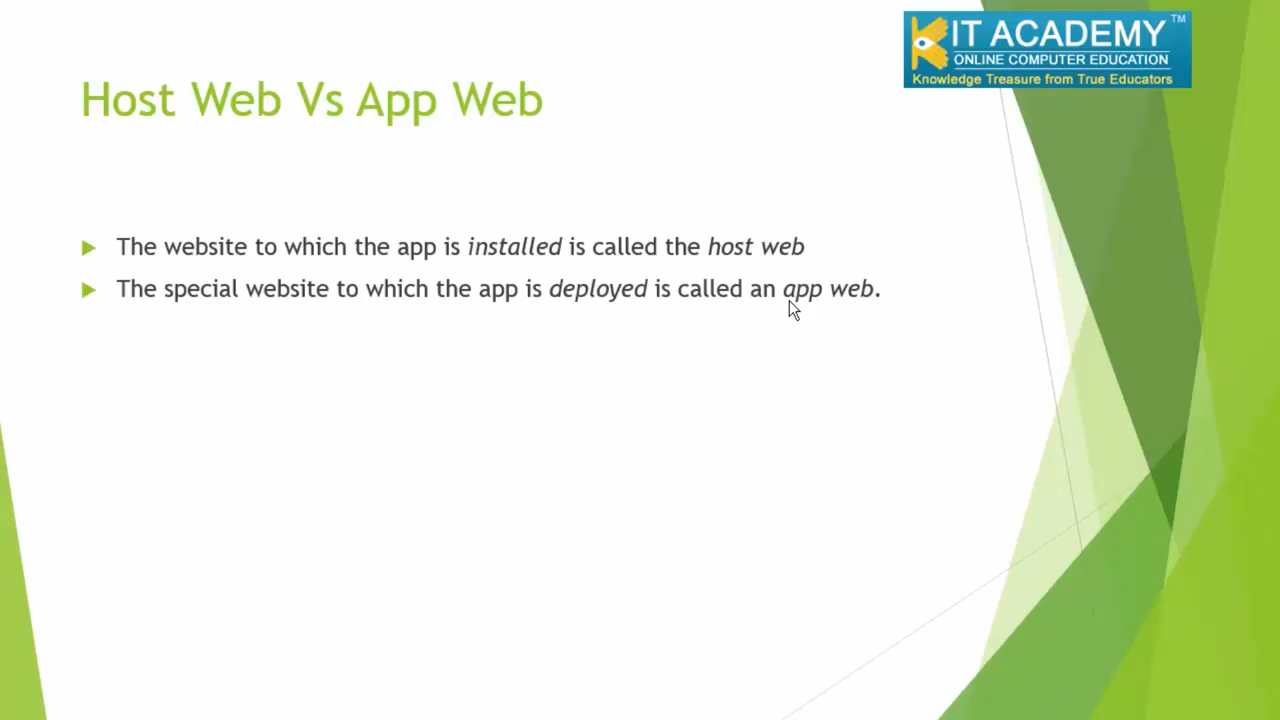 KIT ACADEMY TM
ONLINE COMPUTER EDUCATION
Knowledge Treasure from True Educators
Host Web Vs App Web
The website to which the app is installed is called the host web
The special website to which the app is deployed is called an app web.